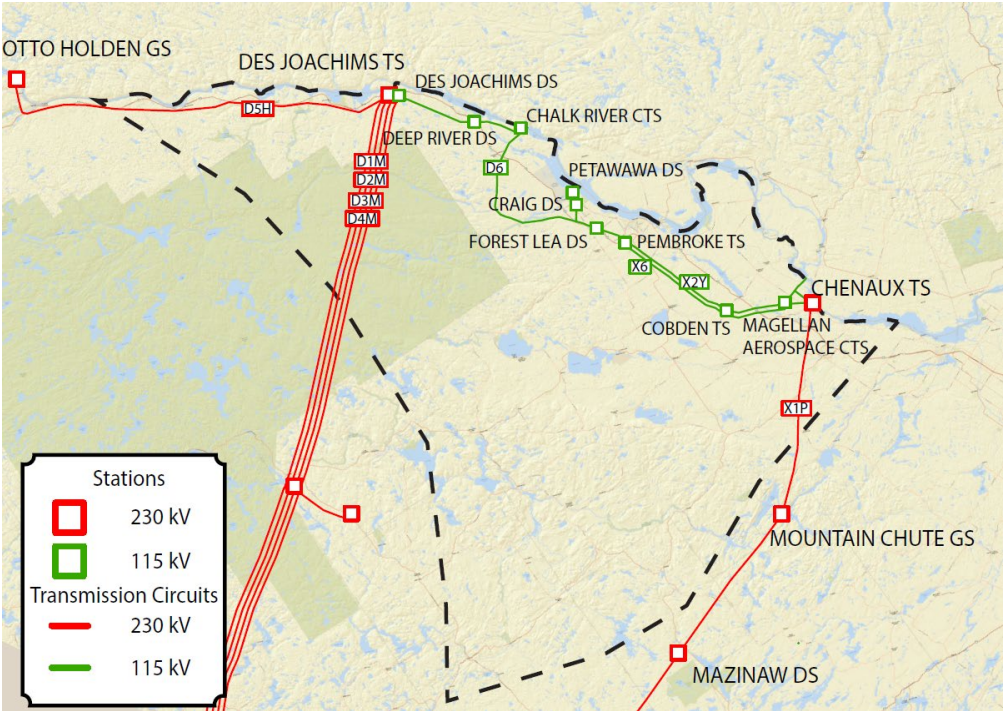 OTTO HOLDEN GS
DES JOACHIMS TS
DES JOACHIMS DS
D5H
CHALK RIVER CTS
DEEP RIVER DS
D1M
D2M
D3M
D4M
D6
PETAWAWA DS
CRAIG DS
FOREST LEA DS
PEMBROKE TS
X6
X2Y
CHENAUX TS
COBDEN TS
MAGELLAN
AEROSPACE CTS
X1P
MOUNTAIN CHUTE GS
MAZINAW DS
Stations
230 kV
115 kV
Transmission Circuits
230 kV
115 kV